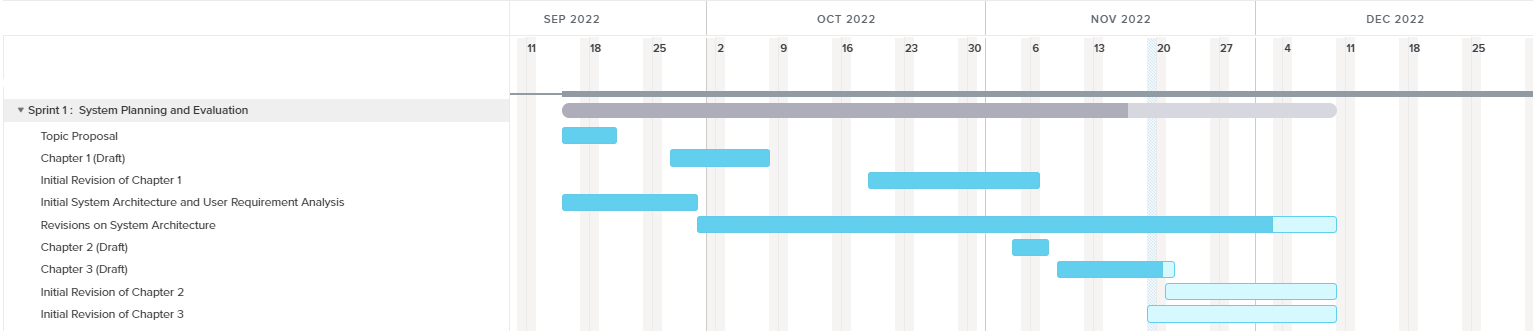 SEP 2022 OCT 2022 NOV 2022 DEC 2022
11 18 25 2 9 16 23 30 6 13 20 27 4 11 18 25
Sprint 1 : System Planning and Evaluation
Topic Proposal
Chapter 1 (Draft)
Initial Revision of Chapter 1
Initial System Architecture and User Requirement Analysis
Revisions on System Architecture
Chapter 2 (Draft)
Chapter 3 (Draft)
Initial Revision of Chapter 2
Initial Revision of Chapter 3